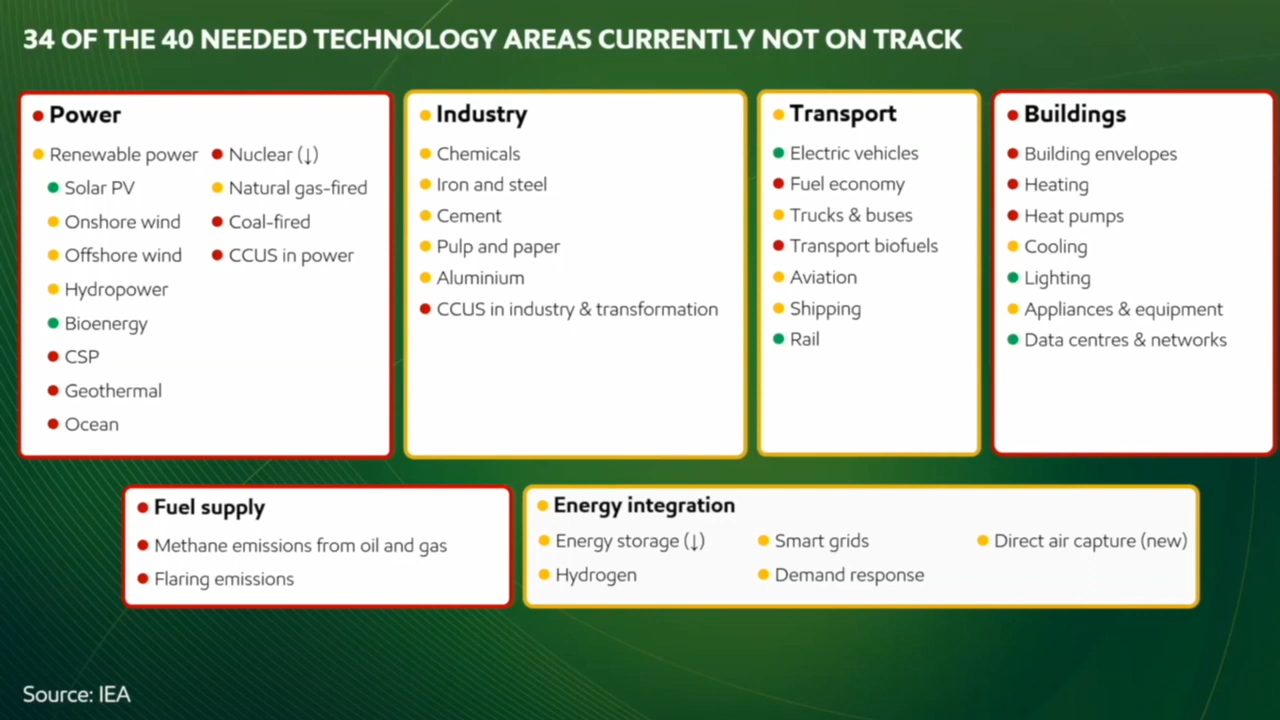 34 OF THE 40 NEEDED TECHNOLOGY AREAS CURRENTLY NOT ON TRACK
Power
Renewable power
Solar PV
Onshore wind
Offshore wind
Hydropower
Bioenergy
CSP
Geothermal
Ocean
Nuclear (↓)
Natural gas-fired
Coal-fired
CCUS in power
Industry
Chemicals
Iron and steel
Cement
Pulp and paper
Aluminium
CCUS in industry & transformation
Transport
Electric vehicles
Fuel economy
Trucks & buses
Transport biofuels
Aviation
Shipping
Rail
Buildings
Building envelopes
Heating
Heat pumps
Cooling
Lighting
Appliances & equipment
Data centres & networks
Fuel supply
Methane emissions from oil and gas
Flaring emissions
Energy integration
Energy storage (↓)
Hydrogen
Smart grids
Demand response
Direct air capture (new)
Source: IEA